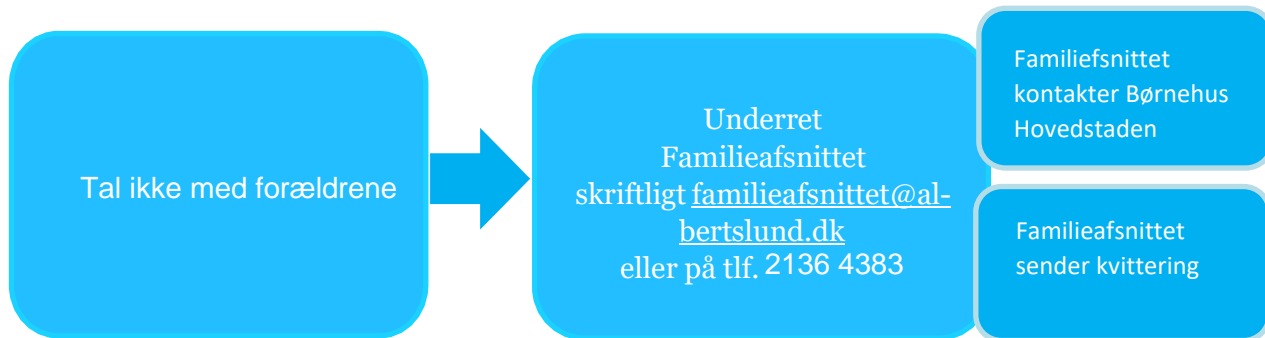 Tal ikke med forældrene
Underret
Familieafsnittet
skriftligt familieafsnittet@al-
bertslund.dk
eller på tlf. 2136 4383
Familiefsnittet
kontakter Børnehus
Hovedstaden
Familieafsnittet
sender kvittering